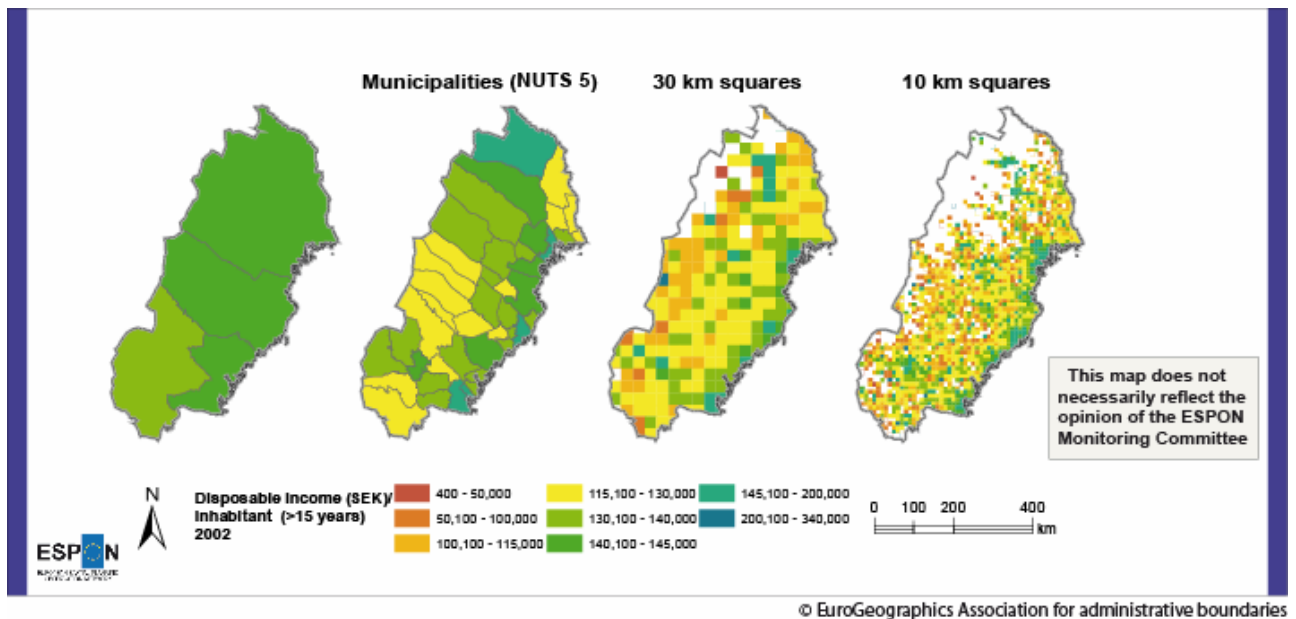 Municipalities (NUTS 5)
30 km squares
10 km squares
This map does not
necessarily reflect the
opinion of the ESPON
Monitoring Committee
N
Disposable Income (SEK)/
Inhabitant (>15 years)
2002
400 - 50,000
50,100 - 100,000
100,100 - 115,000
115,100 - 130,000
130,100 - 140,000
140,100 - 145,000
145,100 - 200,000
200,100 - 340,000
0 100 200 400
km
ESPON
© EuroGeographics Association for administrative boundaries